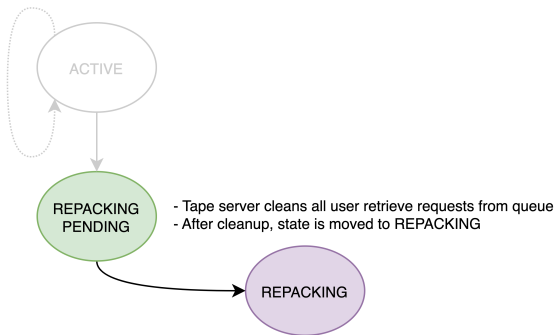 ACTIVE
REPACKING
PENDING
- Tape server cleans all user retrieve requests from queue
- After cleanup, state is moved to REPACKING
REPACKING